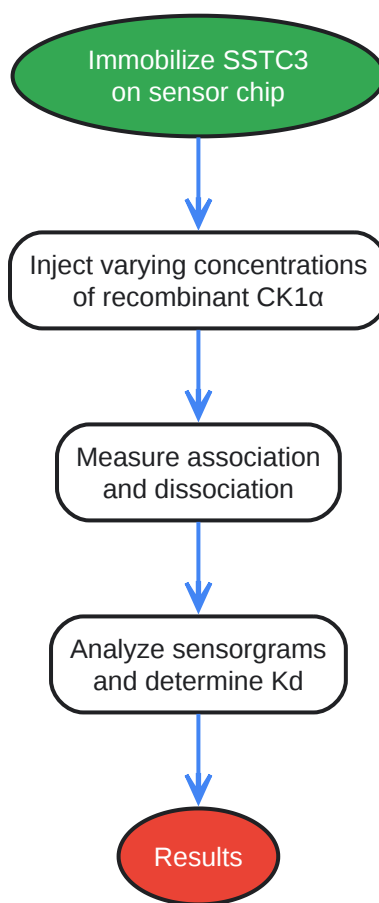 Immobilize SSTC3
on sensor chip
Inject varying concentrations
of recombinant CK1α
Measure association
and dissociation
Analyze sensorgrams
and determine Kd
Results